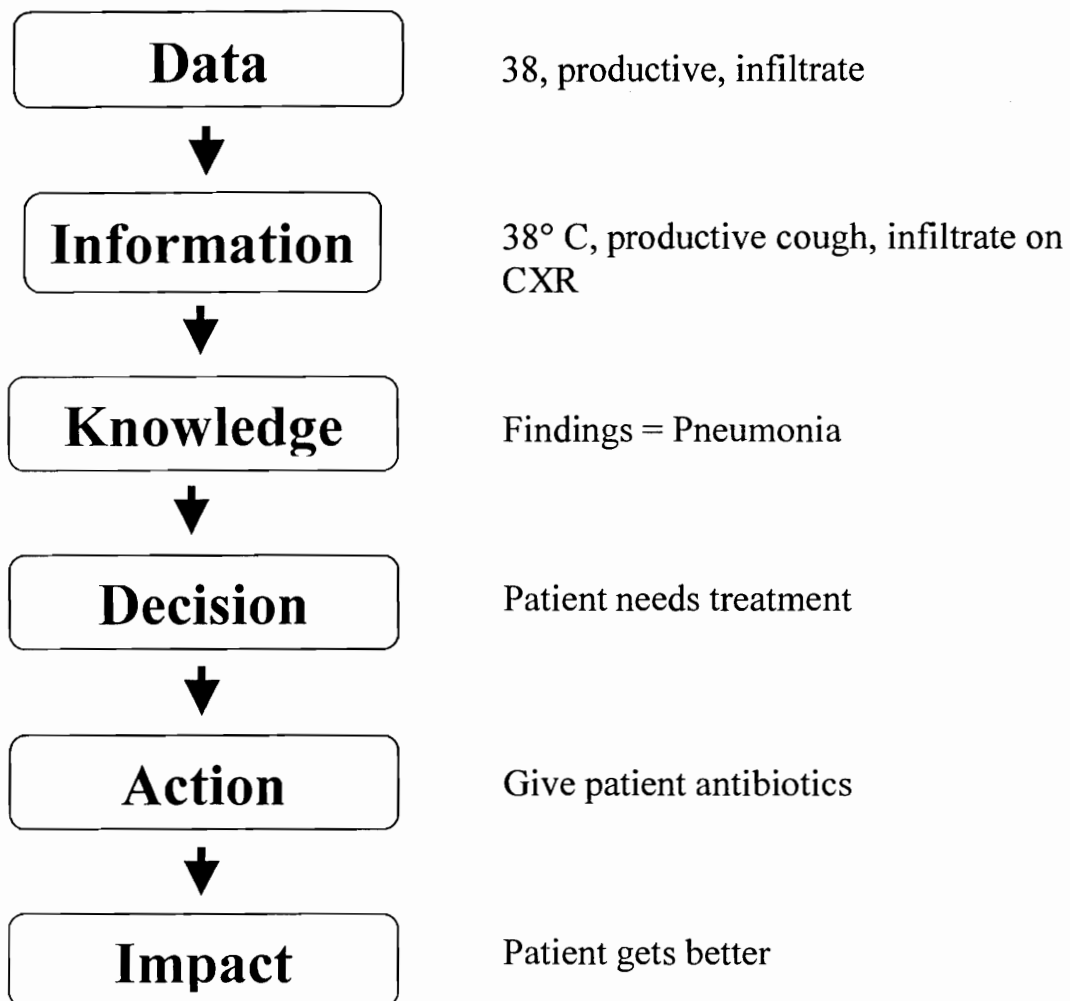 Data
38, productive, infiltrate
Information
38° C, productive cough, infiltrate on
CXR
Knowledge
Findings = Pneumonia
Decision
Patient needs treatment
Action
Give patient antibiotics
Impact
Patient gets better